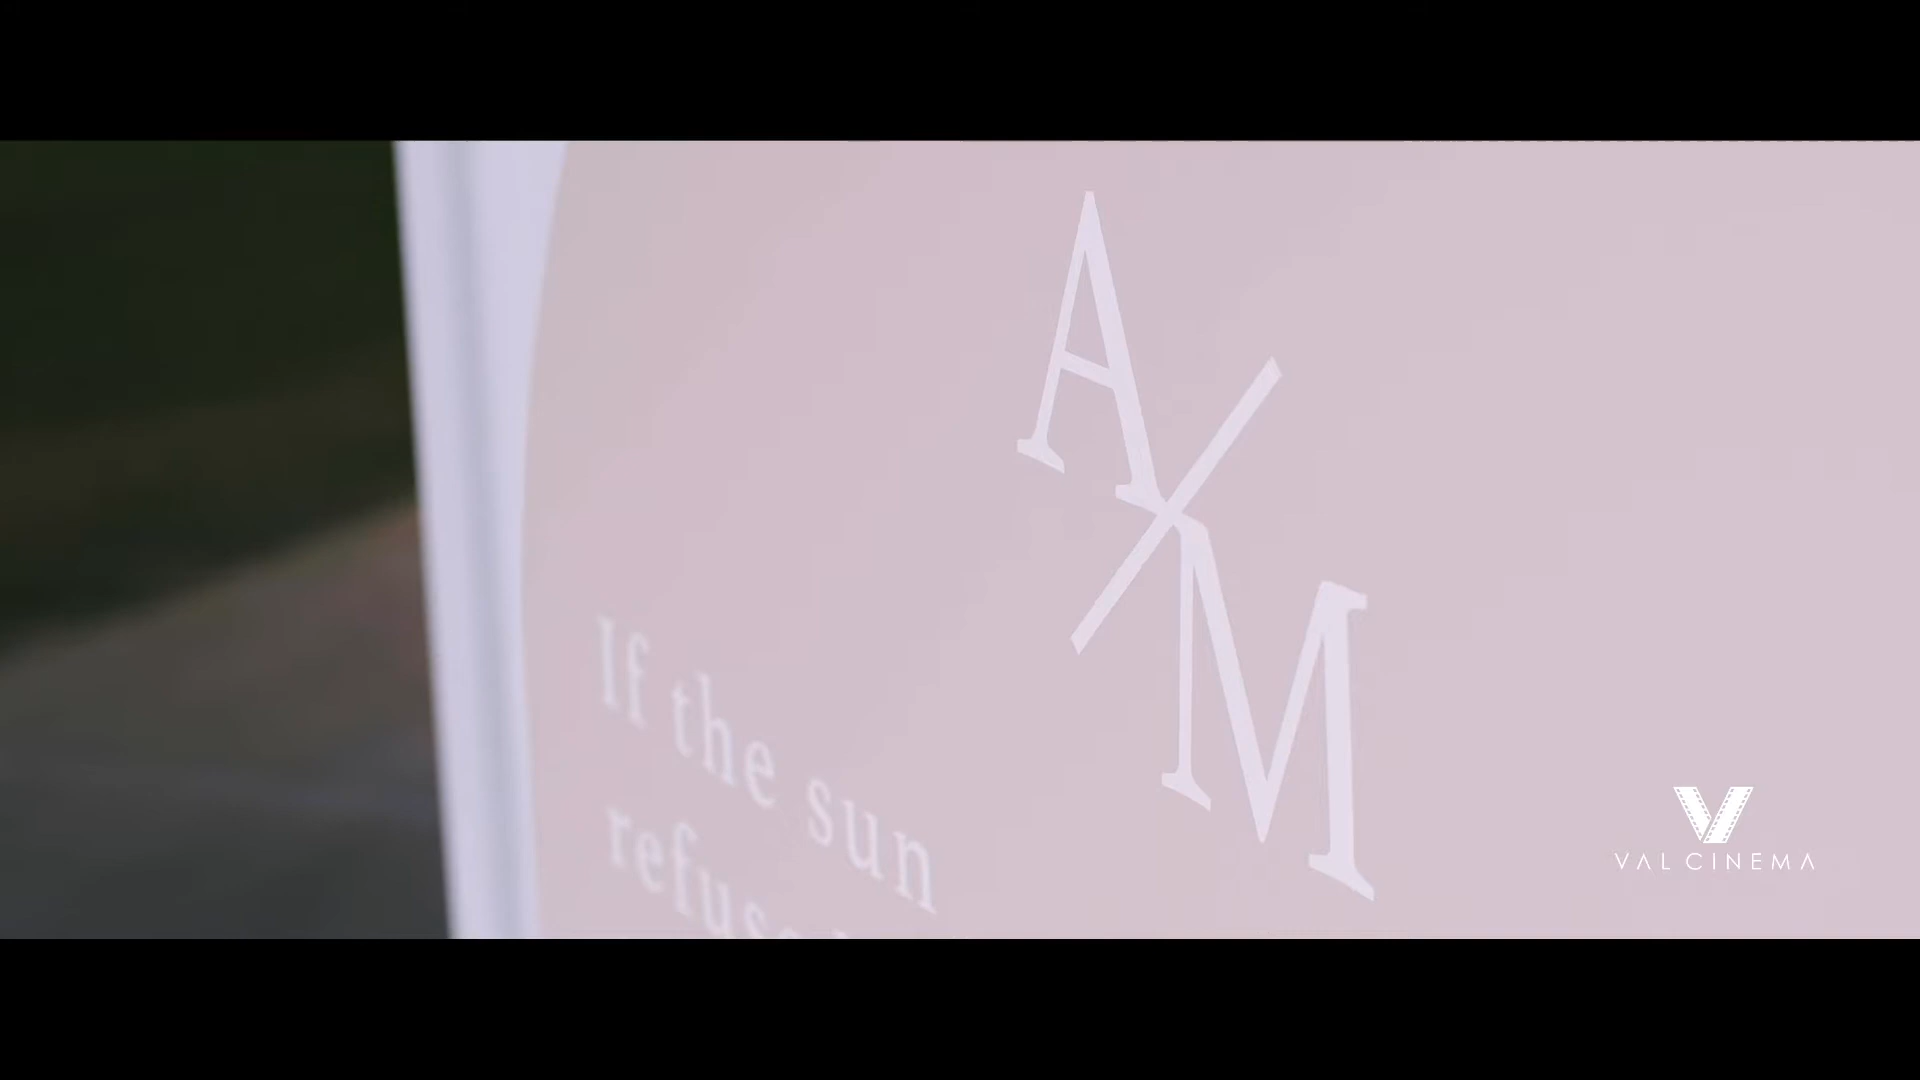 A/M
If the sun
VAL CINEMA